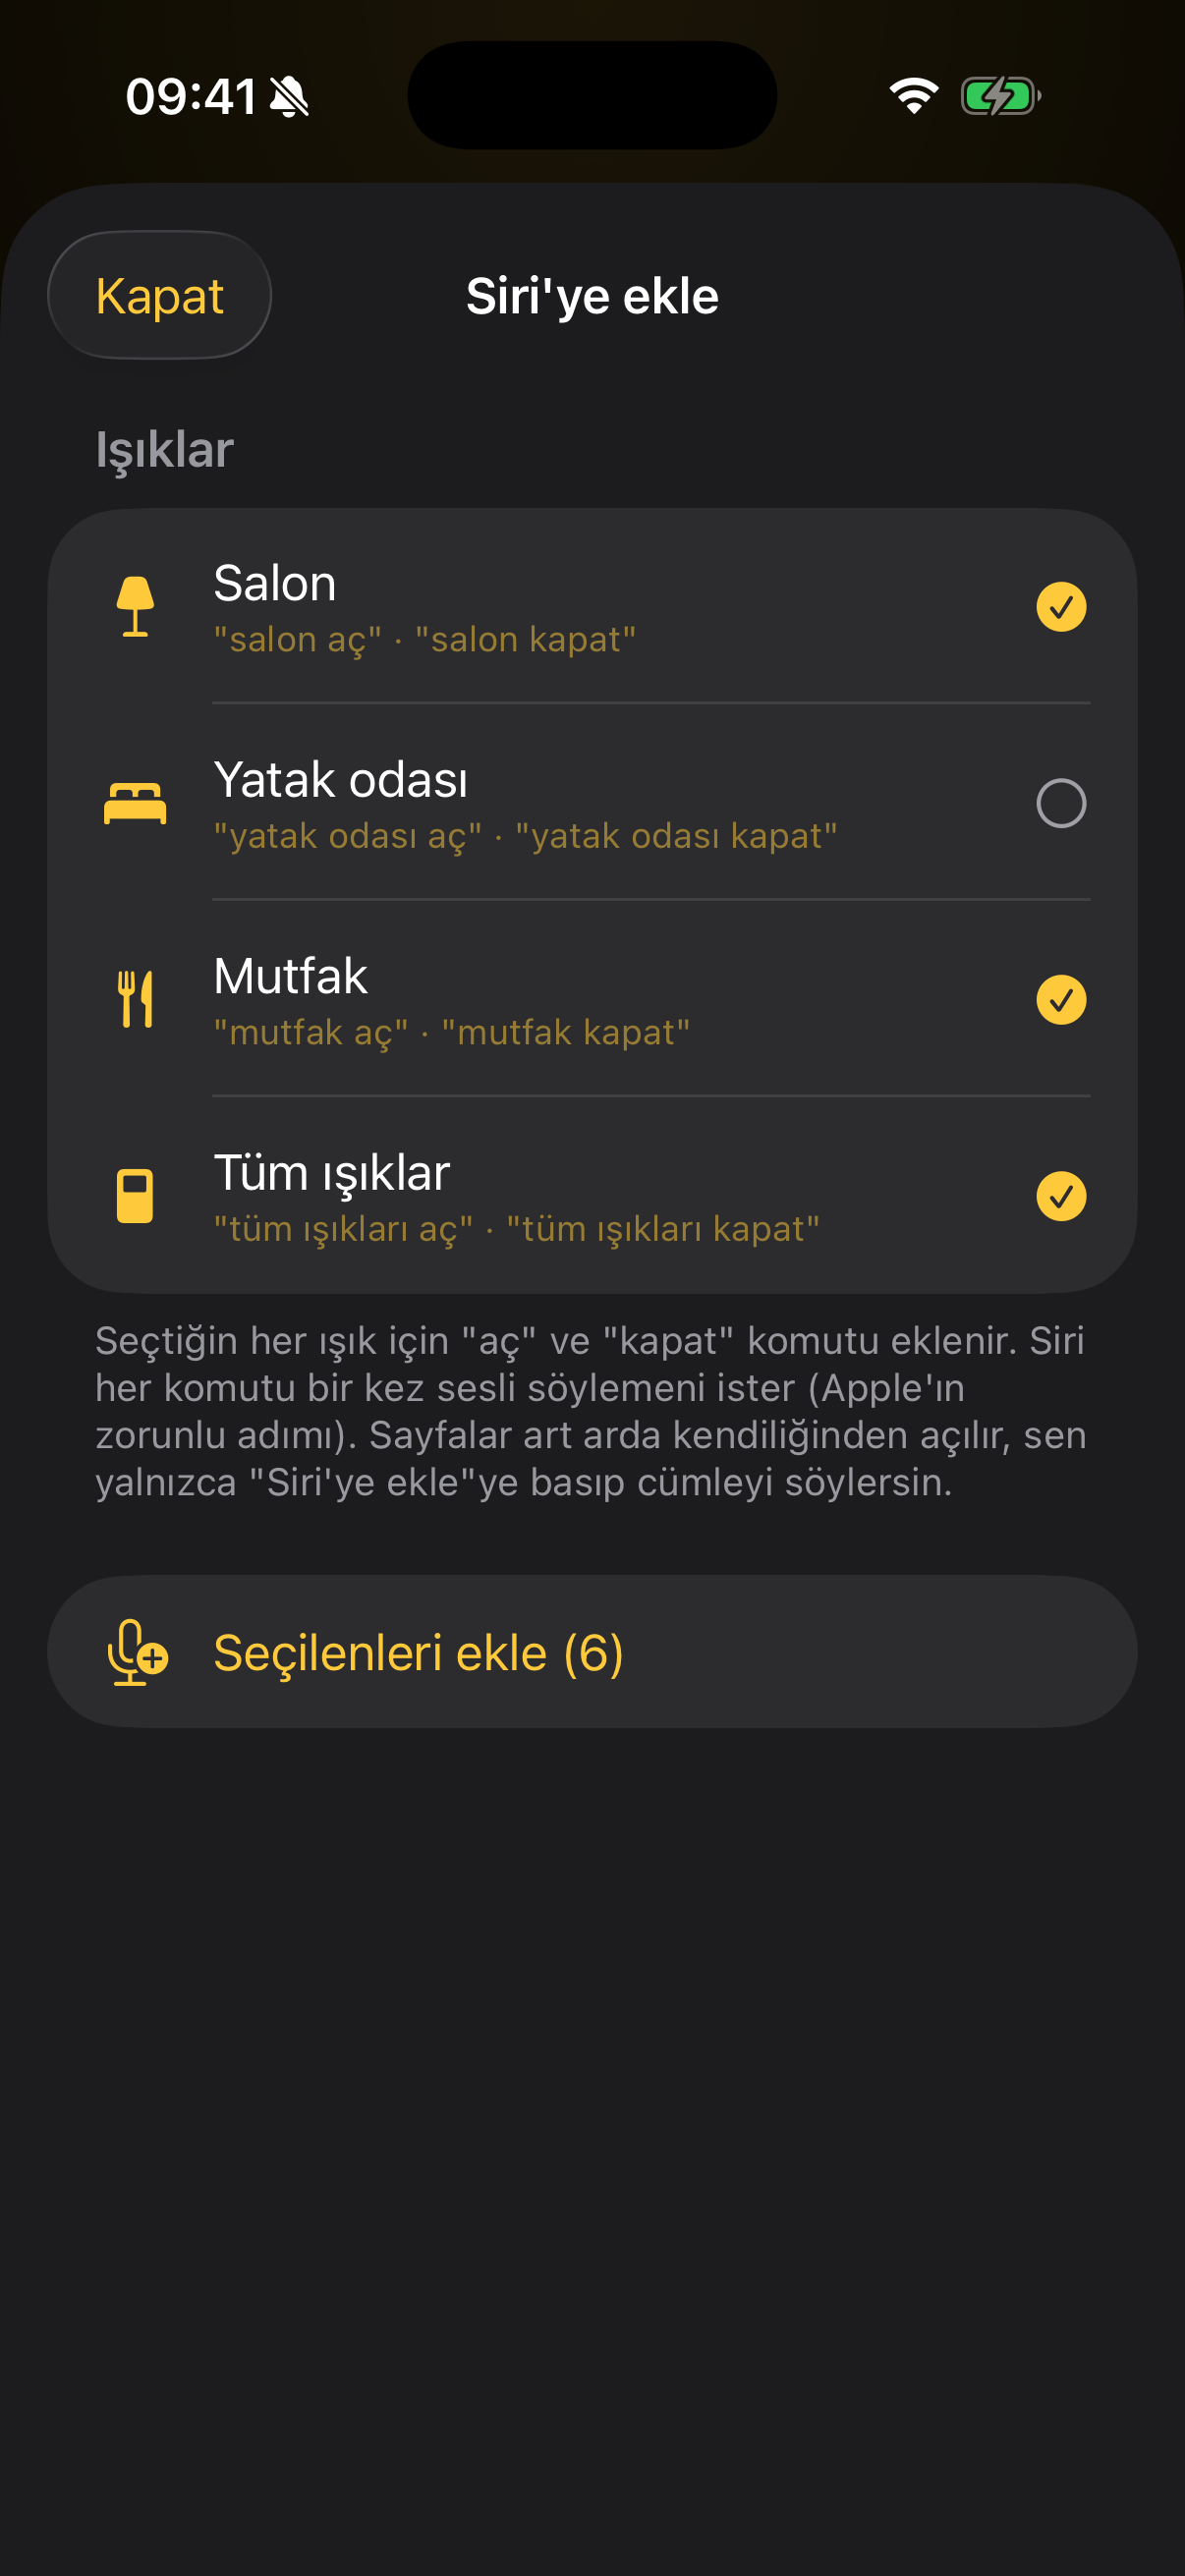 09:41
Kapat
Siri'ye ekle
Işıklar
Salon
"salon aç" · "salon kapat"
Yatak odası
"yatak odası aç" · "yatak odası kapat"
Mutfak
"mutfak aç" · "mutfak kapat"
Tüm ışıklar
"tüm ışıkları aç" · "tüm ışıkları kapat"
Seçtiğin her ışık için "aç" ve "kapat" komutu eklenir. Siri
her komutu bir kez sesli söylemeni ister (Apple'ın
zorunlu adımı). Sayfalar art arda kendiliğinden açılır, sen
yalnızca "Siri'ye ekle"ye basıp cümleyi söylersin.
Seçilenleri ekle (6)